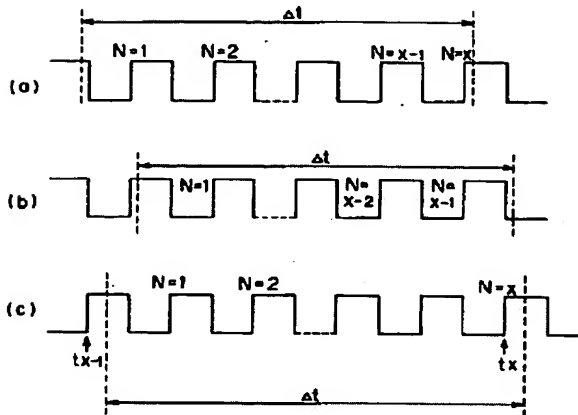 Δt
N=1 N=2 N=x-1 N=x
(a)
Δt
N=1 N= x-2 N= x-1
(b)
N=1 N=2 N=x
(c)
tx-1 tx
Δt